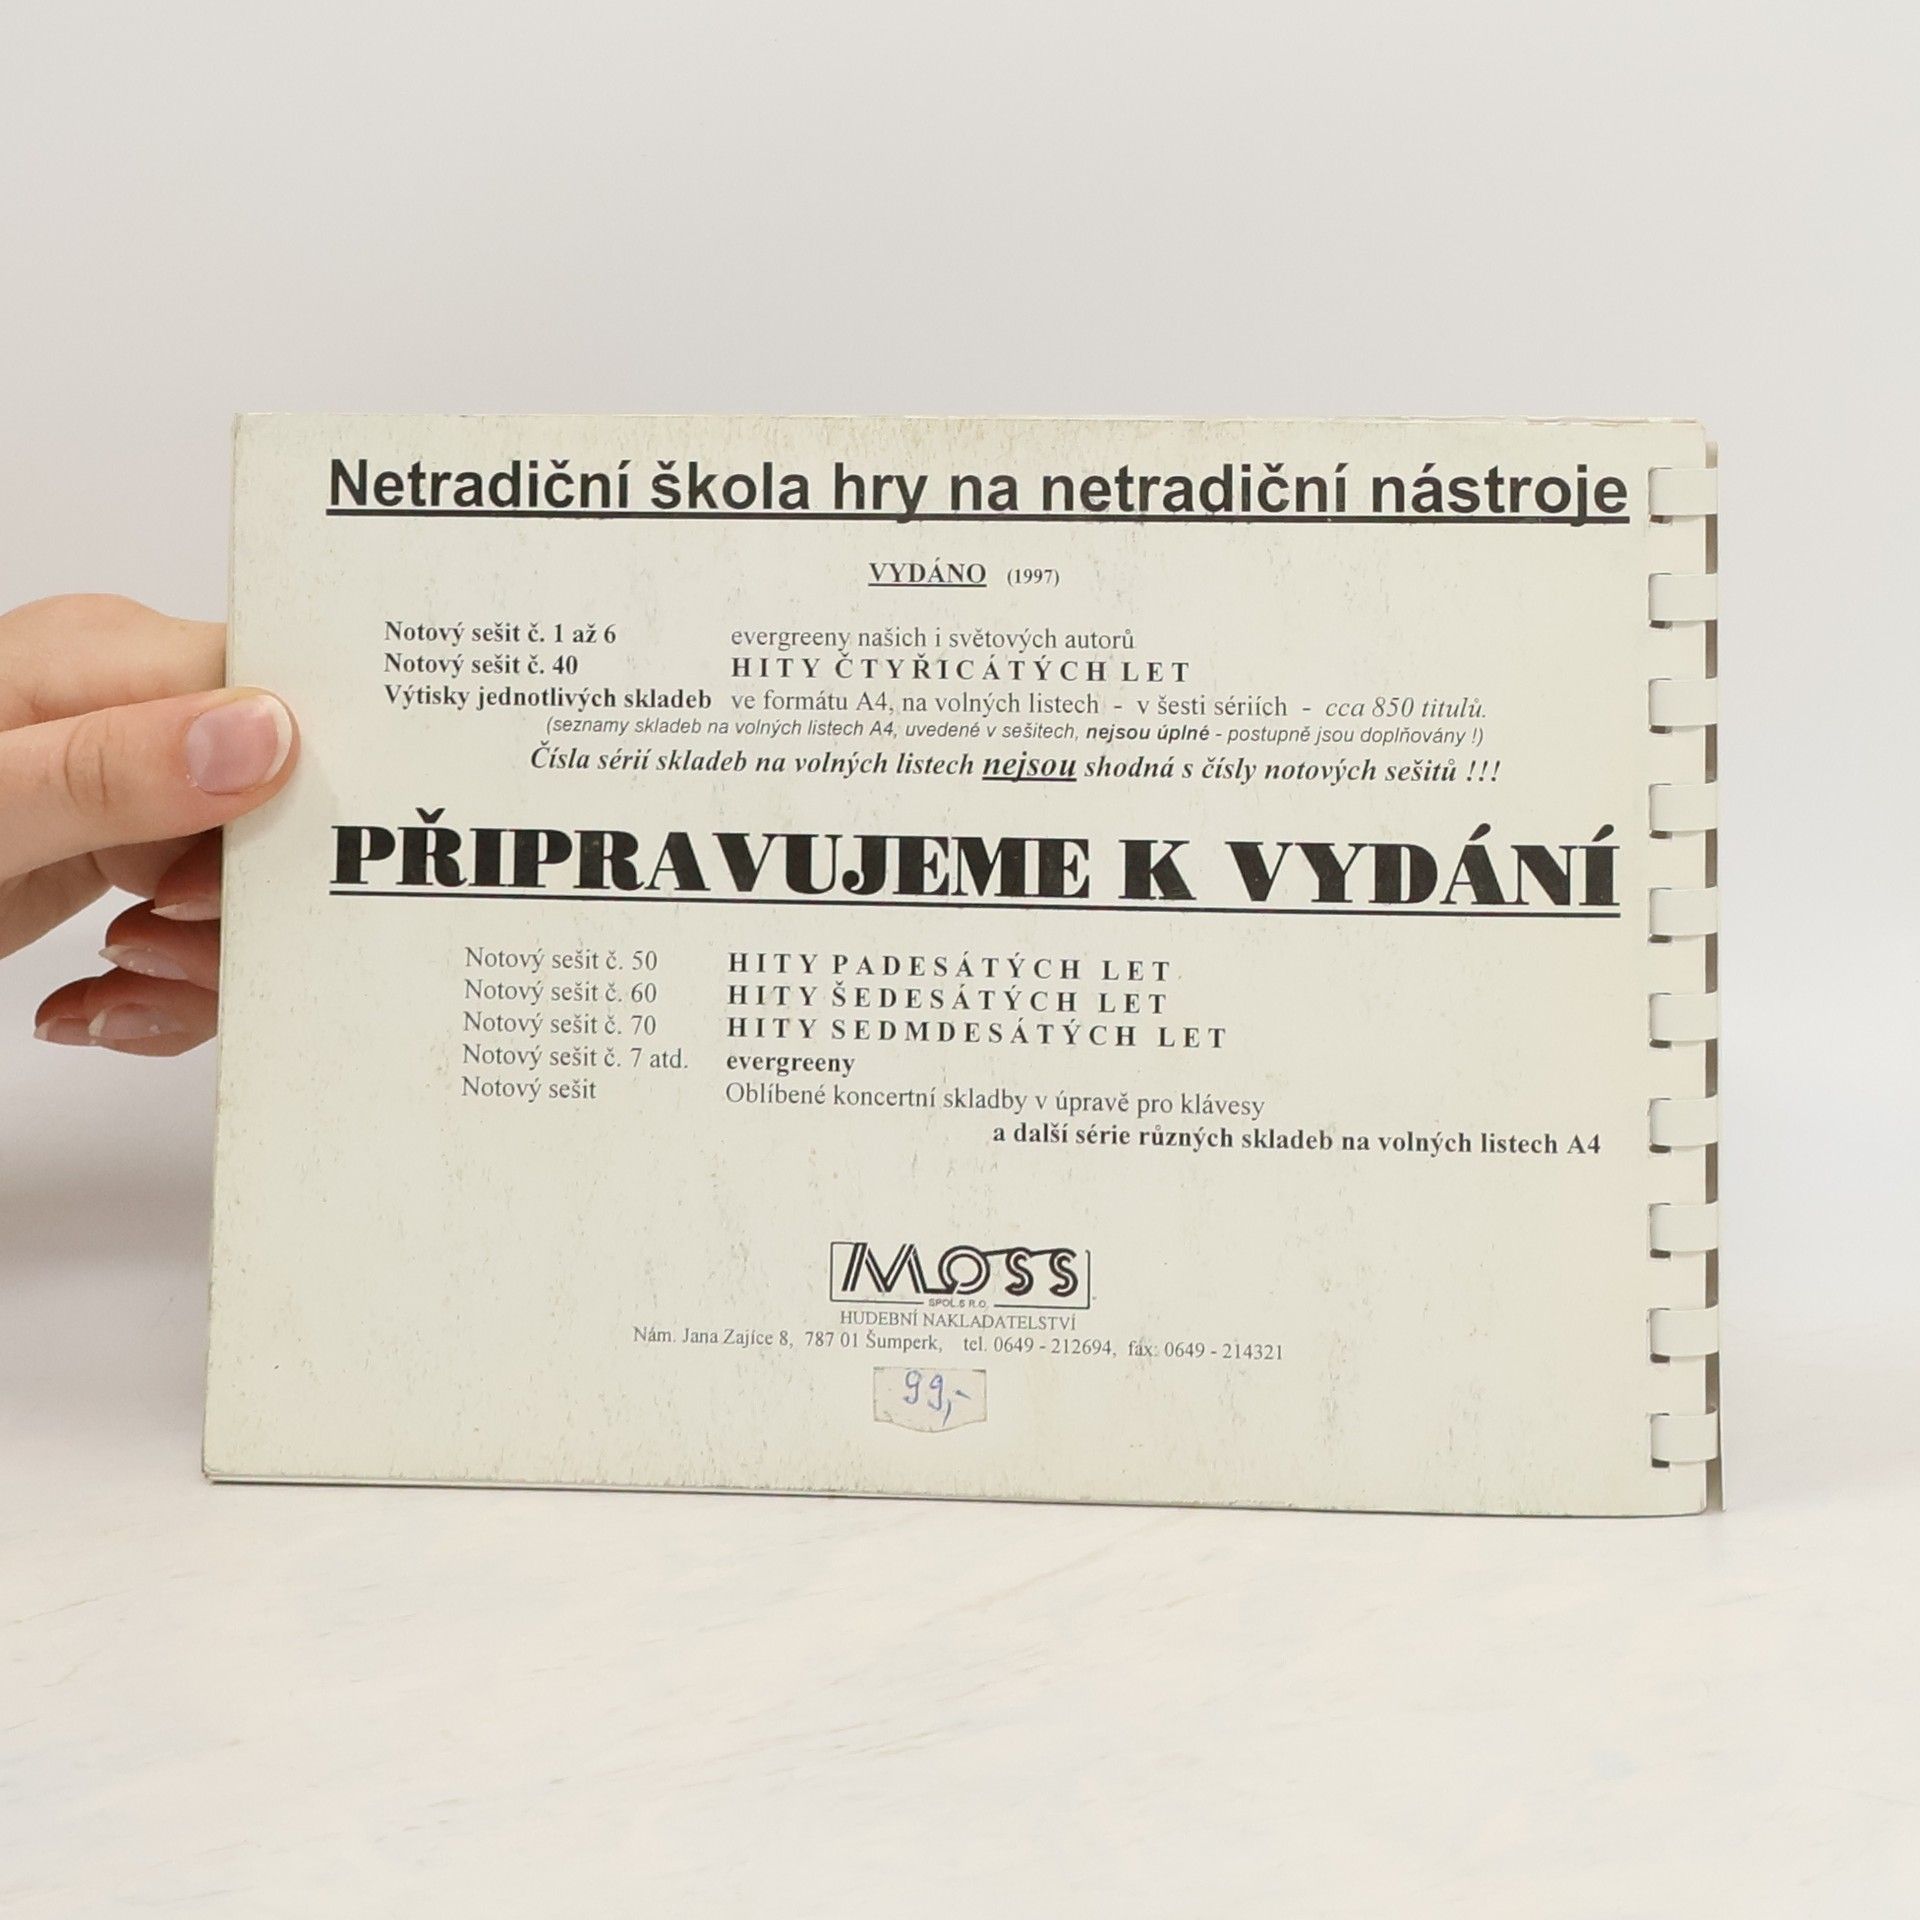 Netradiční škola hry na netradiční nástroje
VYDÁNO (1997)
Notový sešit č. 1 až 6 evergreeny našich i světových autorů
Notový sešit č. 40 HITY ČTYŘICÁTÝCH LET
Výtisky jednotlivých skladeb ve formátu A4, na volných listech - v šesti sériích - cca 850 titulů.
(seznamy skladeb na volných listech A4, uvedené v sešitech, nejsou úplné - postupně jsou doplňovány !)
Čísla sérií skladeb na volných listech nejsou shodná s čísly notových sešitů !!!
PŘIPRAVUJEME K VYDÁNÍ
Notový sešit č. 50 HITY PADESÁTÝCH LET
Notový sešit č. 60 HITY ŠEDESÁTÝCH LET
Notový sešit č. 70 HITY SEDMDESÁTÝCH LET
Notový sešit č. 7 atd. evergreeny
Notový sešit Oblíbené koncertní skladby v úpravě pro klávesy
a další série různých skladeb na volných listech A4
MOSS
SPOL.S R.O.
HUDEBNÍ NAKLADATELSTVÍ
Nám. Jana Zajíce 8, 787 01 Šumperk, tel. 0649 - 212694, fax: 0649 - 214321
99,-